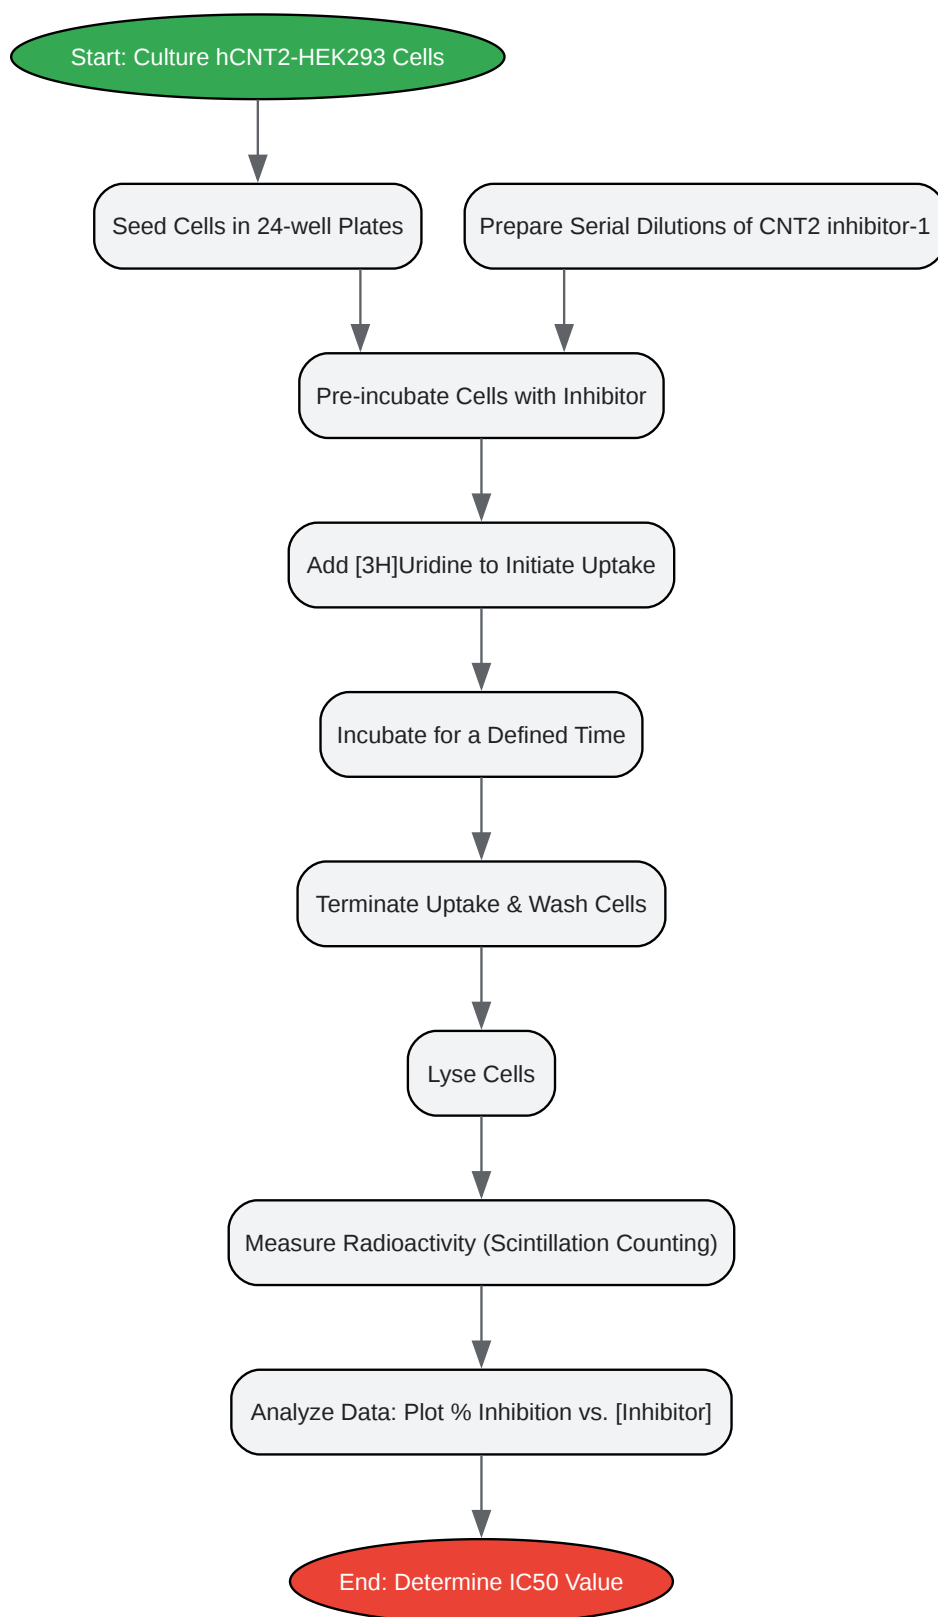 Start: Culture hCNT2-HEK293 Cells
Seed Cells in 24-well Plates
Prepare Serial Dilutions of CNT2 inhibitor-1
Pre-incubate Cells with Inhibitor
Add [3H]Uridine to Initiate Uptake
Incubate for a Defined Time
Terminate Uptake & Wash Cells
Lyse Cells
Measure Radioactivity (Scintillation Counting)
Analyze Data: Plot % Inhibition vs. [Inhibitor]
End: Determine IC50 Value